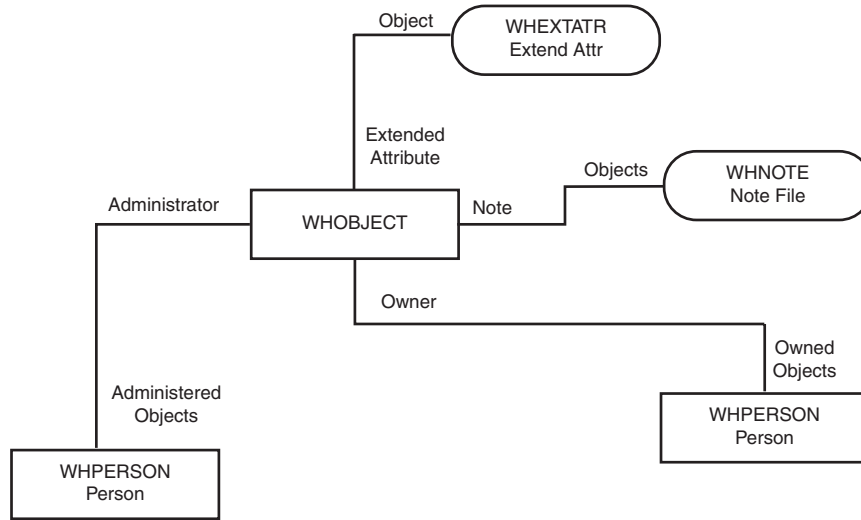 Object
WHEXTATR
Extend Attr
Extended
Attribute
Objects
WHNOTE
Note File
Administrator
WHOBJECT
Note
Owner
Owned
Objects
Administered
Objects
WHPERSON
Person
WHPERSON
Person